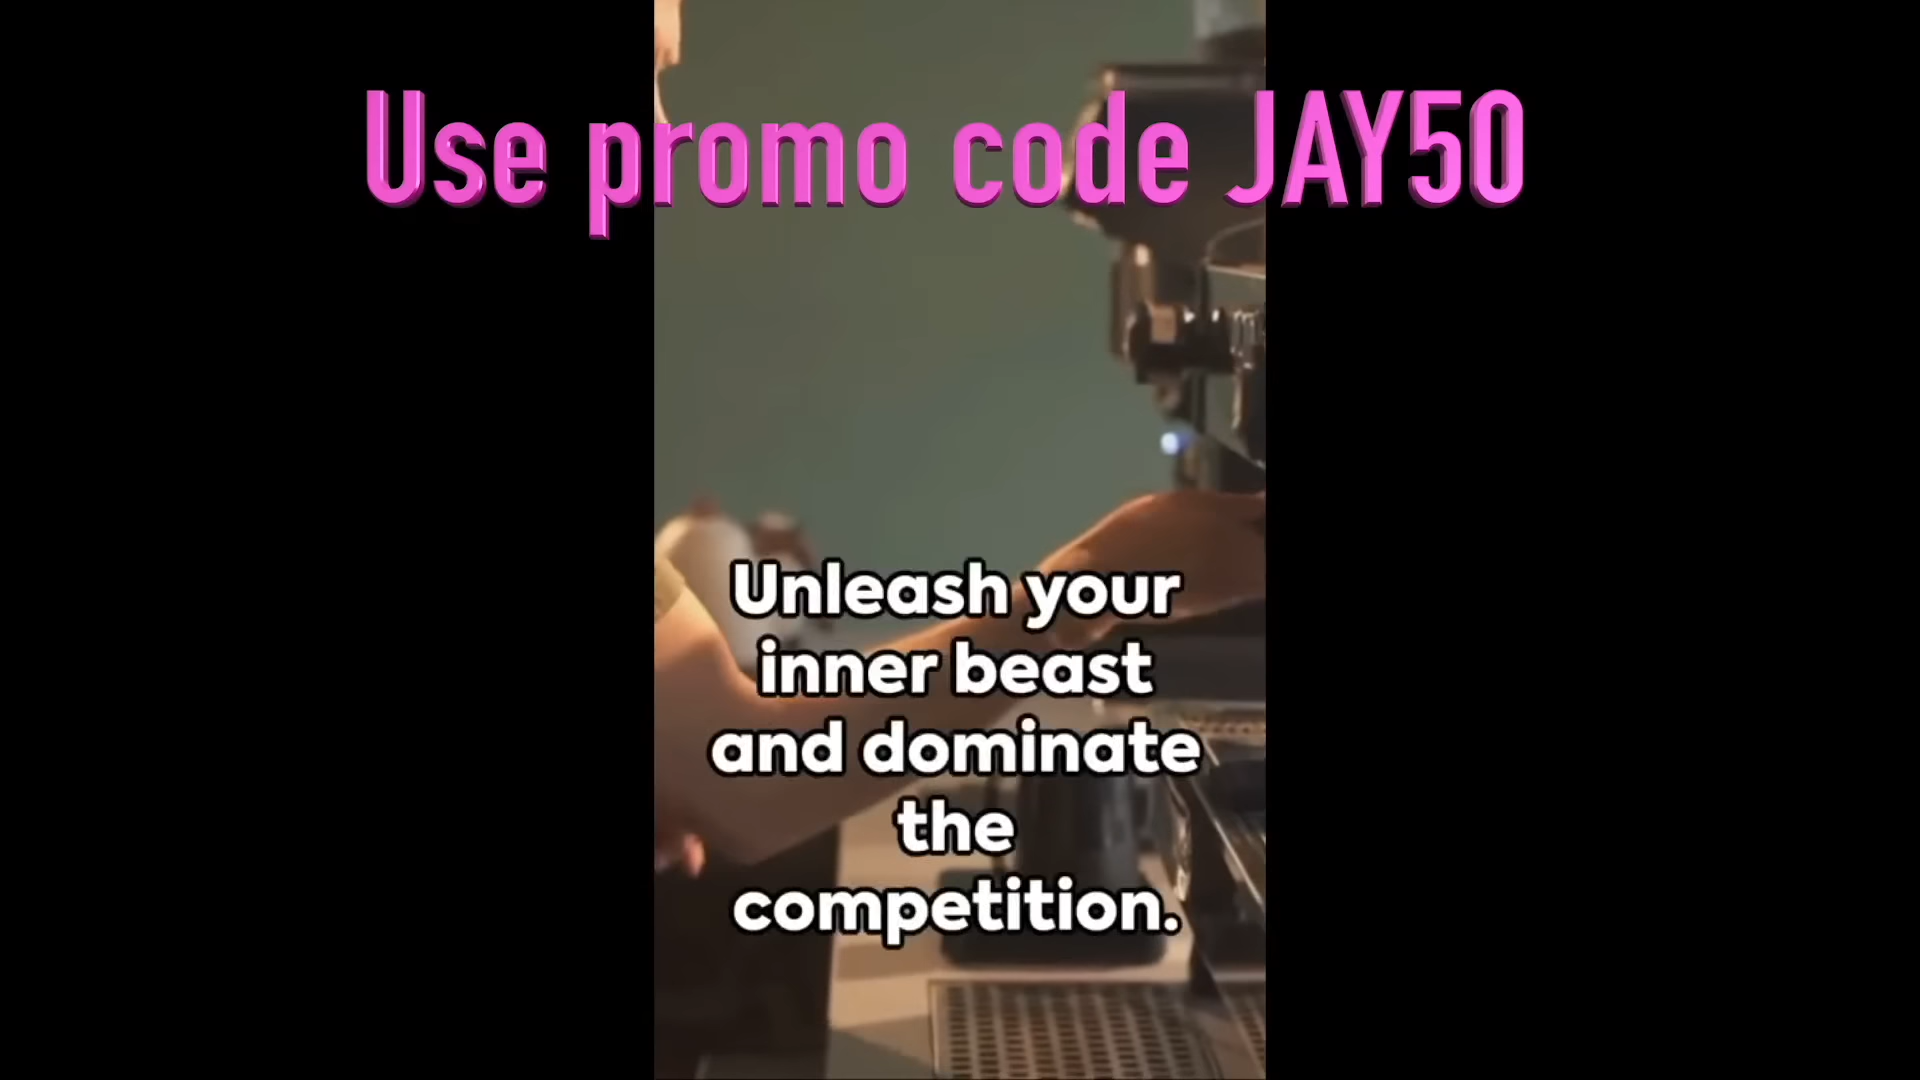 Use promo code JAY50
Unleash your
inner beast
and dominate
the
competition.